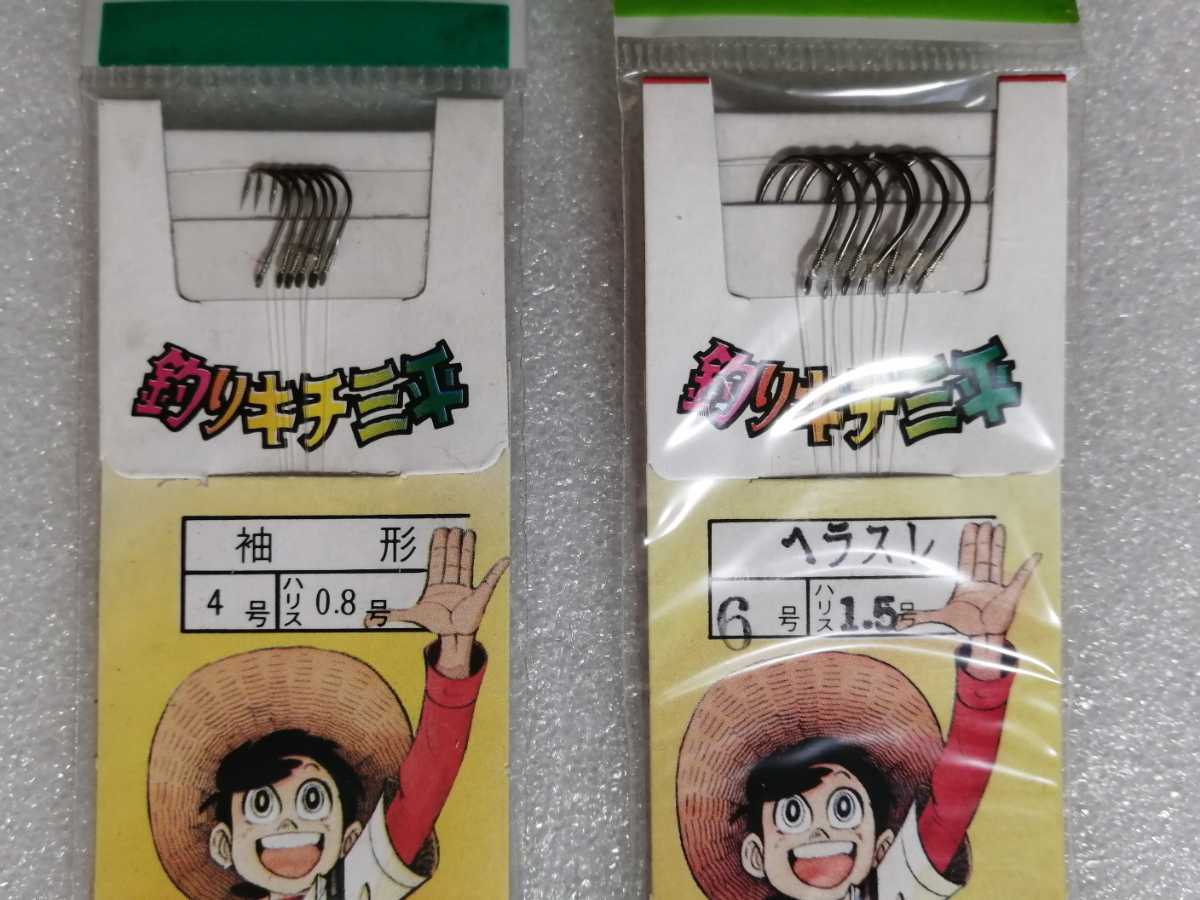 釣りキチ三平
袖 形
4 号 ハリス 0.8 号
釣りキチ三平
ヘラスレ
6 号 ハリス 1.5 号